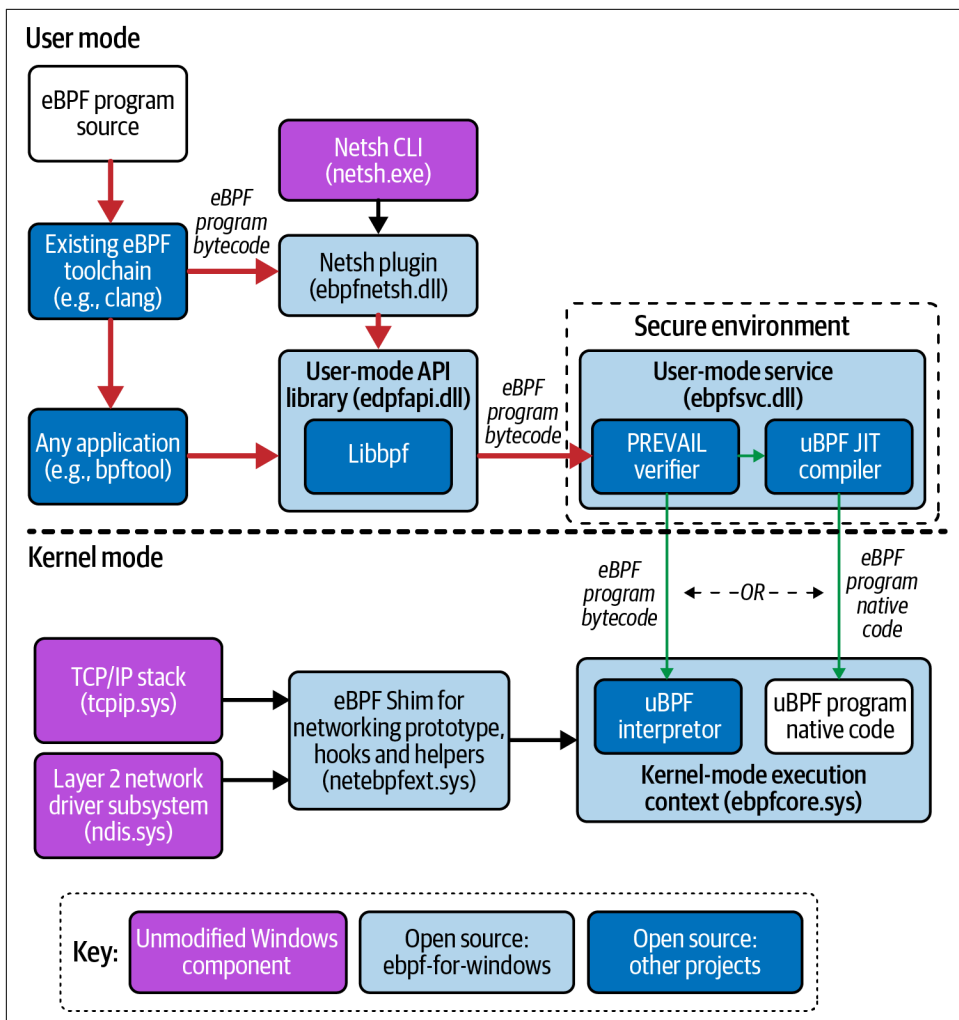 User mode
eBPF program
source
Netsh CLI
(netsh.exe)
eBPF
program
bytecode
Existing eBPF
toolchain
(e.g., clang)
Netsh plugin
(ebpfnetsh.dll)
Secure environment
User-mode API
library (edpfapi.dll)
Libbpf
eBPF
program
bytecode
User-mode service
(ebpfsvc.dll)
PREVAIL
verifier
uBPF JIT
compiler
Any application
(e.g., bpftool)
Kernel mode
eBPF
program
bytecode
OR
eBPF
program
native
code
TCP/IP stack
(tcpip.sys)
Layer 2 network
driver subsystem
(ndis.sys)
eBPF Shim for
networking prototype,
hooks and helpers
(netebpfext.sys)
uBPF
interpretor
uBPF program
native code
Kernel-mode execution
context (ebpfcore.sys)
Key:
Unmodified Windows
component
Open source:
ebpf-for-windows
Open source:
other projects